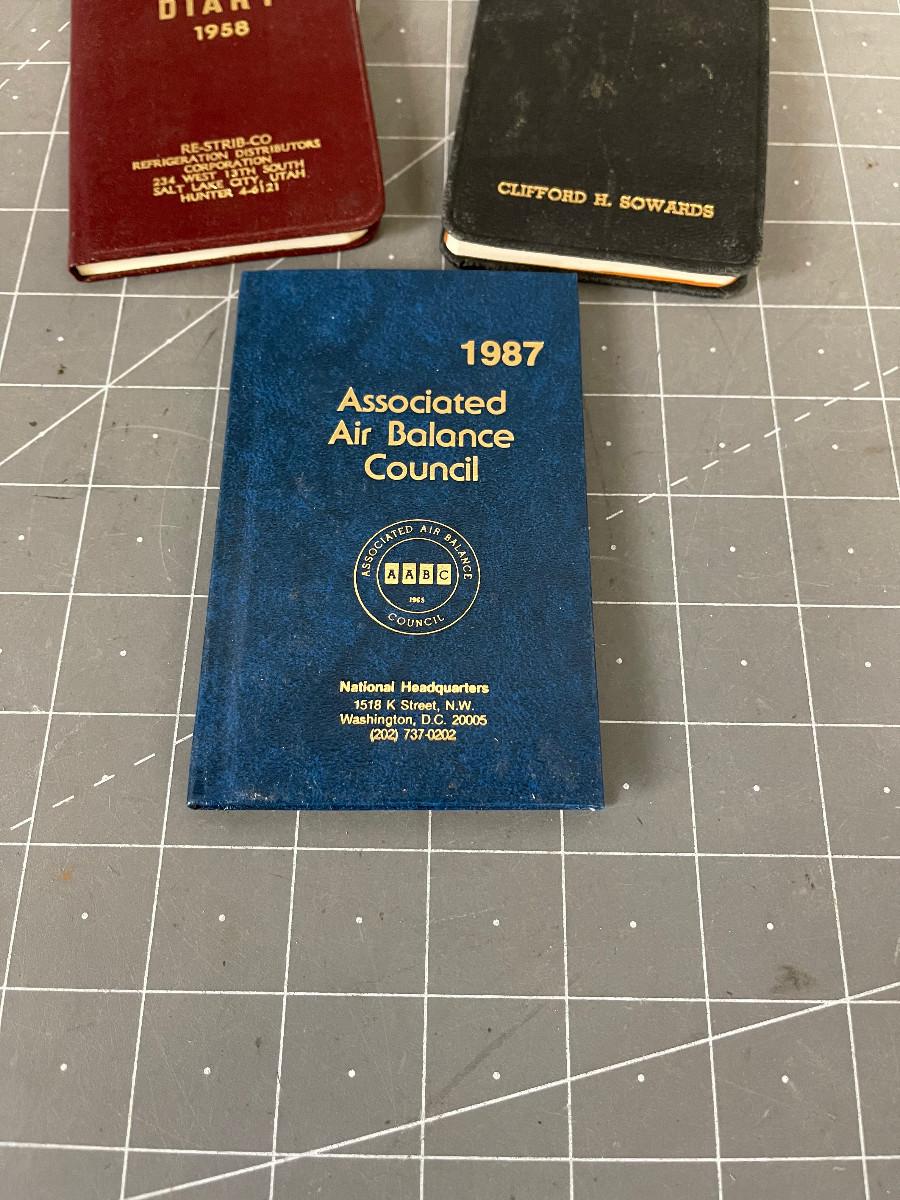 DIARY
1958
RE-STRIB-CO
REFRIGERATION DISTRIBUTORS
CORPORATION
234 WEST 13TH SOUTH
SALT LAKE CITY, UTAH
HUNTER 44121
CLIFFORD H. SOWARDS
1987
Associated
Air Balance
Council
ASSOCIATED AIR BALANCE
AABC
1965
COUNCIL
National Headquarters
1518 K Street, N.W.
Washington, D.C. 20005
(202) 737-0202